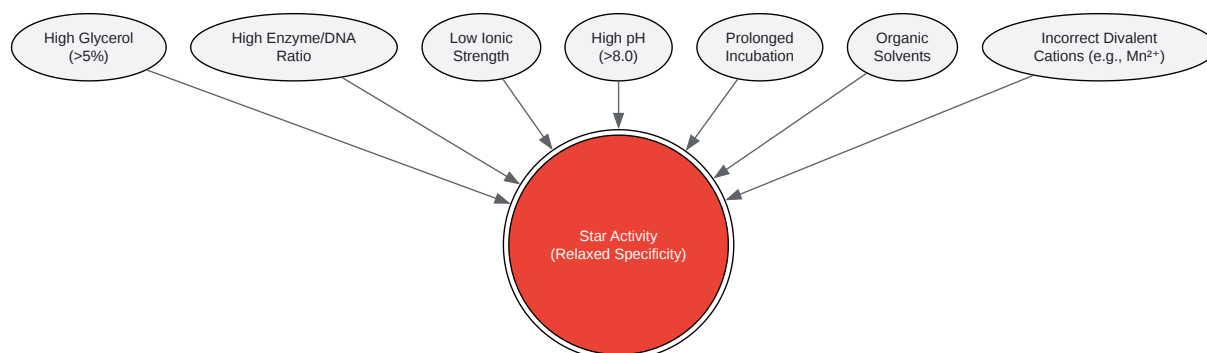 High Glycerol
(>5%)
High Enzyme/DNA
Ratio
Low Ionic
Strength
High pH
(>8.0)
Prolonged
Incubation
Organic
Solvents
Incorrect Divalent
Cations (e.g., Mn²⁺)
Star Activity
(Relaxed Specificity)